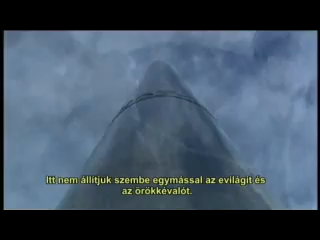 Itt nem állítjuk szembe egymással az evilágit és
az örökkévalót.